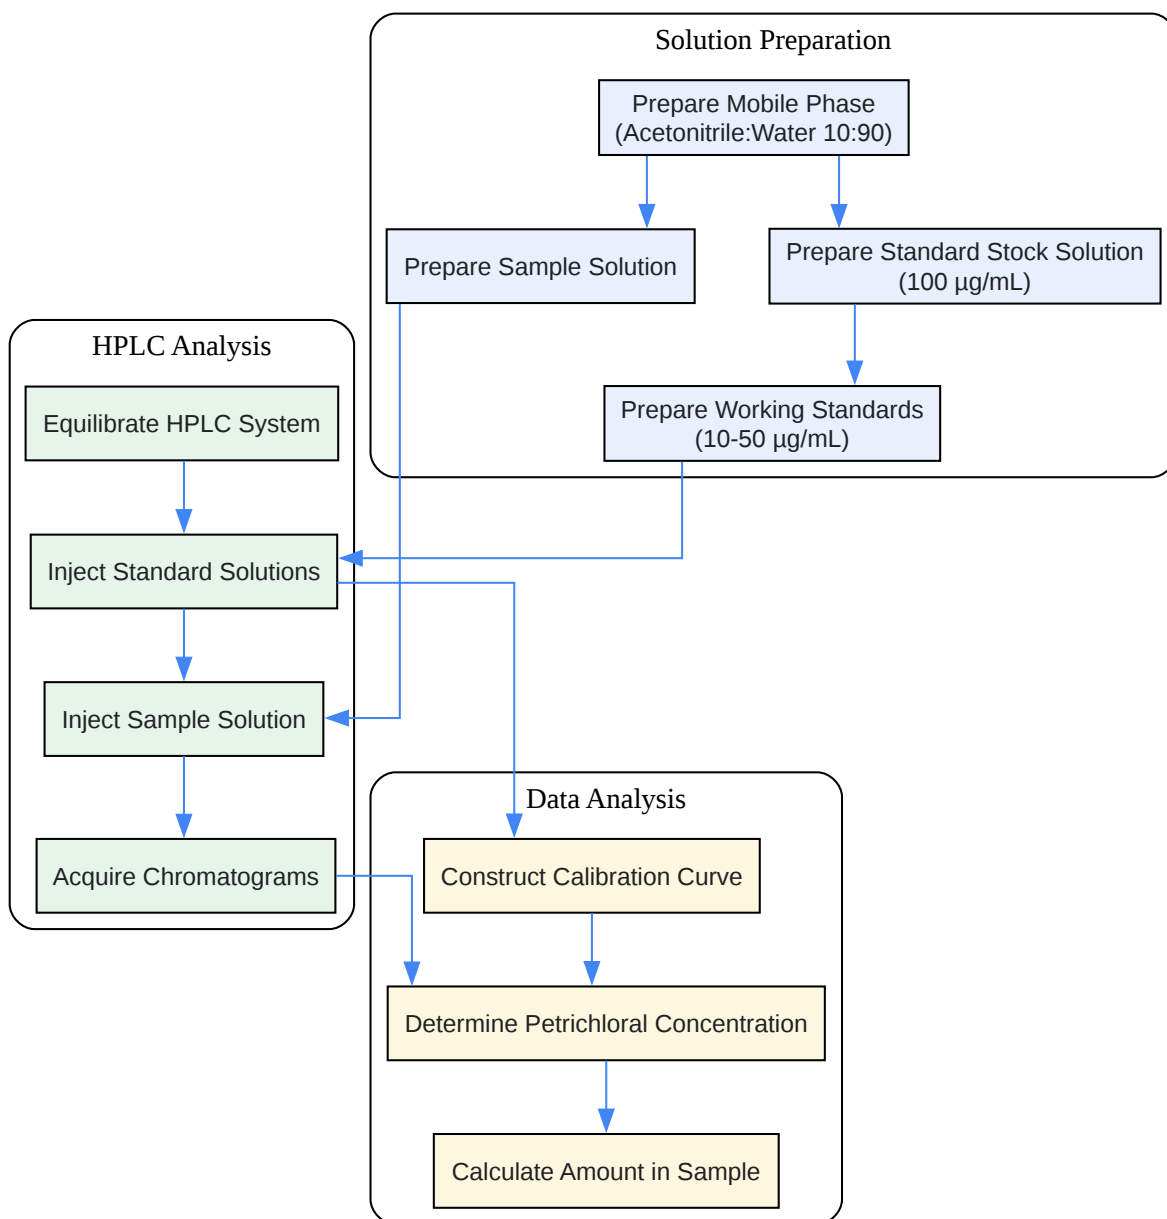 Solution Preparation
Prepare Mobile Phase
(Acetonitrile:Water 10:90)
Prepare Sample Solution
Prepare Standard Stock Solution
(100 µg/mL)
Prepare Working Standards
(10-50 µg/mL)
HPLC Analysis
Equilibrate HPLC System
Inject Standard Solutions
Inject Sample Solution
Acquire Chromatograms
Data Analysis
Construct Calibration Curve
Determine Petrichloral Concentration
Calculate Amount in Sample